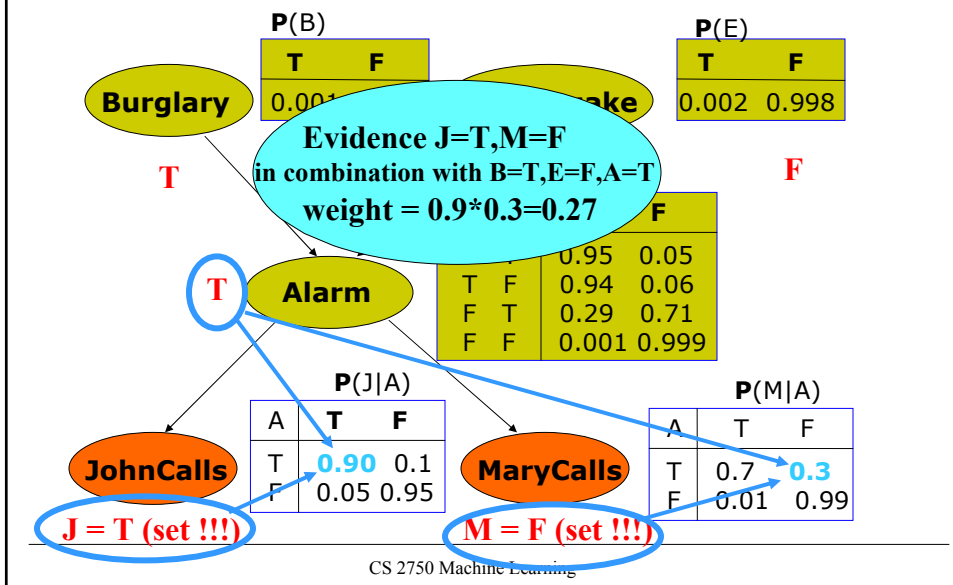 P(B)
P(E)
T F
T F
Burglary
0.001
ake
0.002 0.998
Evidence J=T,M=F
in combination with B=T,E=F,A=T
weight = 0.9*0.3=0.27
T
F
F
0.95 0.05
T F 0.94 0.06
F T 0.29 0.71
F F 0.001 0.999
T
Alarm
P(J|A)
P(M|A)
A T F
A T F
JohnCalls
T 0.90 0.1
F 0.05 0.95
MaryCalls
T 0.7 0.3
F 0.01 0.99
J = T (set !!!)
M = F (set !!!)
CS 2750 Machine Learning